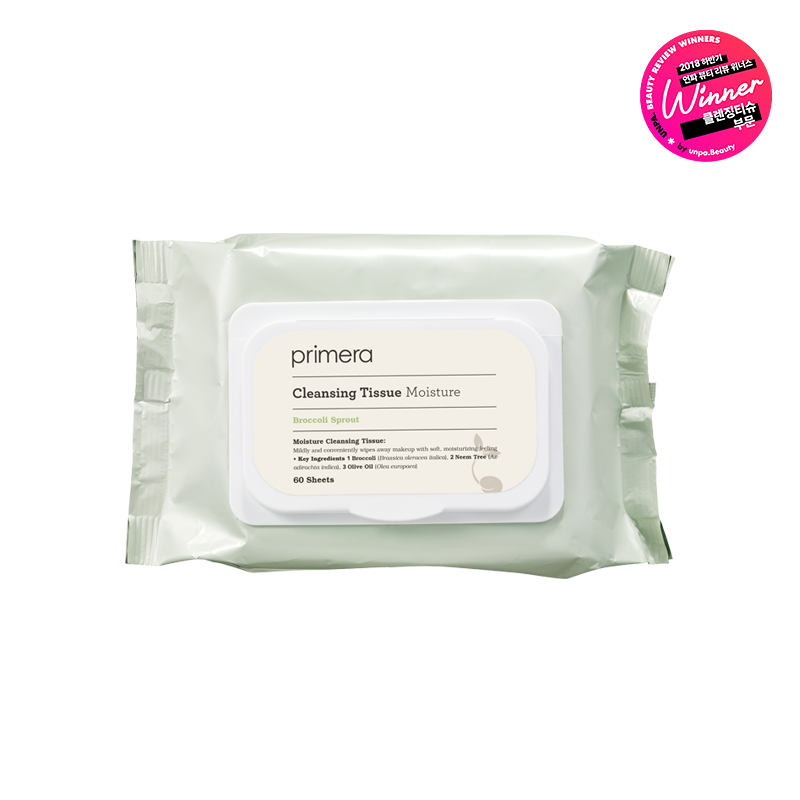 UNPA. BEAUTY REVIEW WINNERS
2018 하반기
언파 뷰티 리뷰 위너스
Winner
클렌징티슈
부문
by unpa.Beauty
primera
Cleansing Tissue Moisture
Broccoli Sprout
Moisture Cleansing Tissue:
Mildly and conveniently wipes away makeup with soft, moisturizing feeling
• Key Ingredients 1 Broccoli (Brassica oleracea italica), 2 Neem Tree (Az
adirachta indica), 3 Olive Oil (Olea europaea)
60 Sheets